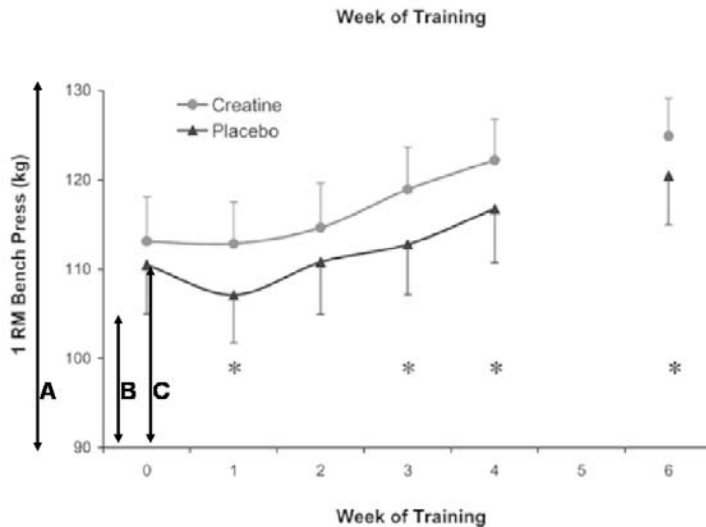 Week of Training
1 RM Bench Press (kg)
130
120
110
100
90
Creatine
Placebo
A
B
C
*
*
*
*
0
1
2
3
4
5
6
Week of Training